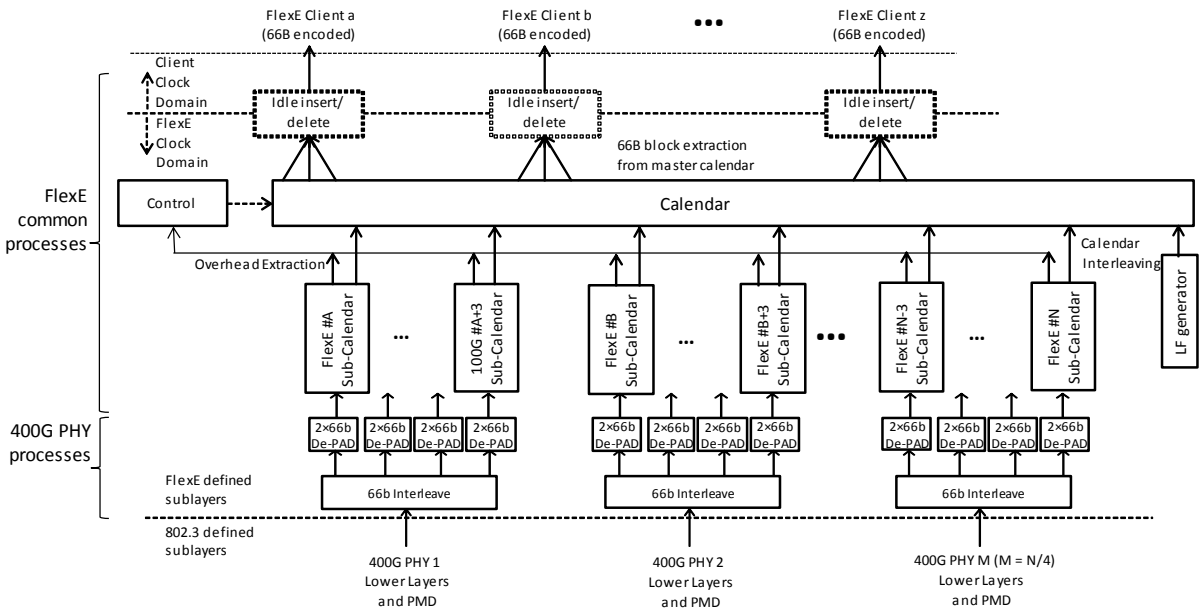 FlexE Client a
(66B encoded)
FlexE Client b
(66B encoded)
•••
FlexE Client z
(66B encoded)
Client
Clock
Domain
FlexE
Clock
Domain
Idle insert/
delete
Idle insert/
delete
Idle insert/
delete
66B block extraction
from master calendar
FlexE
common
processes
Control
Calendar
Overhead Extraction
Calendar
Interleaving
FlexE #A
Sub-Calendar
...
100G #A+3
Sub-Calendar
FlexE #B
Sub-Calendar
...
FlexE #B+3
Sub-Calendar
•••
FlexE #N-3
Sub-Calendar
...
FlexE #N
Sub-Calendar
LF generator
400G PHY
processes
2×66b
De-PAD
2×66b
De-PAD
2×66b
De-PAD
2×66b
De-PAD
2×66b
De-PAD
2×66b
De-PAD
2×66b
De-PAD
2×66b
De-PAD
2×66b
De-PAD
2×66b
De-PAD
2×66b
De-PAD
2×66b
De-PAD
FlexE defined
sublayers
66b Interleave
66b Interleave
66b Interleave
802.3 defined
sublayers
400G PHY 1
Lower Layers
and PMD
400G PHY 2
Lower Layers
and PMD
400G PHY M (M = N/4)
Lower Layers
and PMD